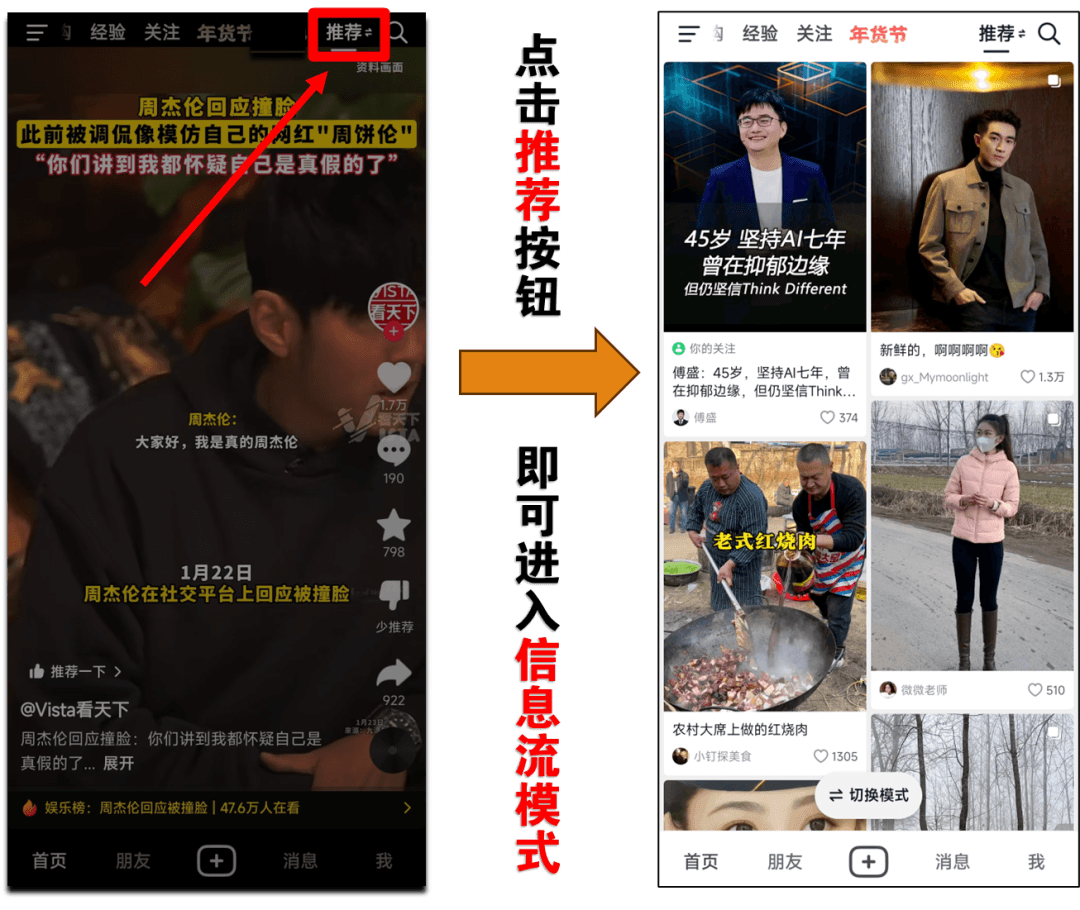 经验 关注 年货节 推荐
资料画面
周杰伦回应撞脸
此前被调侃像模仿自己的网红"周饼伦"
“你们讲到我都怀疑自己是真假的了”
VISTA
看天下
1.7万
周杰伦：
大家好，我是真的周杰伦
看天下
190
798
1月22日
周杰伦在社交平台上回应被撞脸
少推荐
推荐一下
922
@Vista看天下
周杰伦回应撞脸：你们讲到我都怀疑自己是
真假的了... 展开
1月22日
娱乐榜：周杰伦回应被撞脸 | 47.6万人在看
首页 朋友 消息 我
点击推荐按钮
即可进入信息流模式
经验 关注 年货节 推荐
45岁 坚持AI七年
曾在抑郁边缘
但仍坚信Think Different
你的关注
傅盛：45岁，坚持AI七年，曾
在抑郁边缘，但仍坚信Think...
傅盛 374
新鲜的，啊啊啊啊😘
gx_Mymoonlight 1.3万
老式红烧肉
农村大席上做的红烧肉
小钉探美食 1305
微微老师 510
切换模式
首页 朋友 消息 我